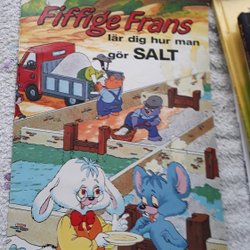 Fiffige Frans
lär dig hur man
gör SALT